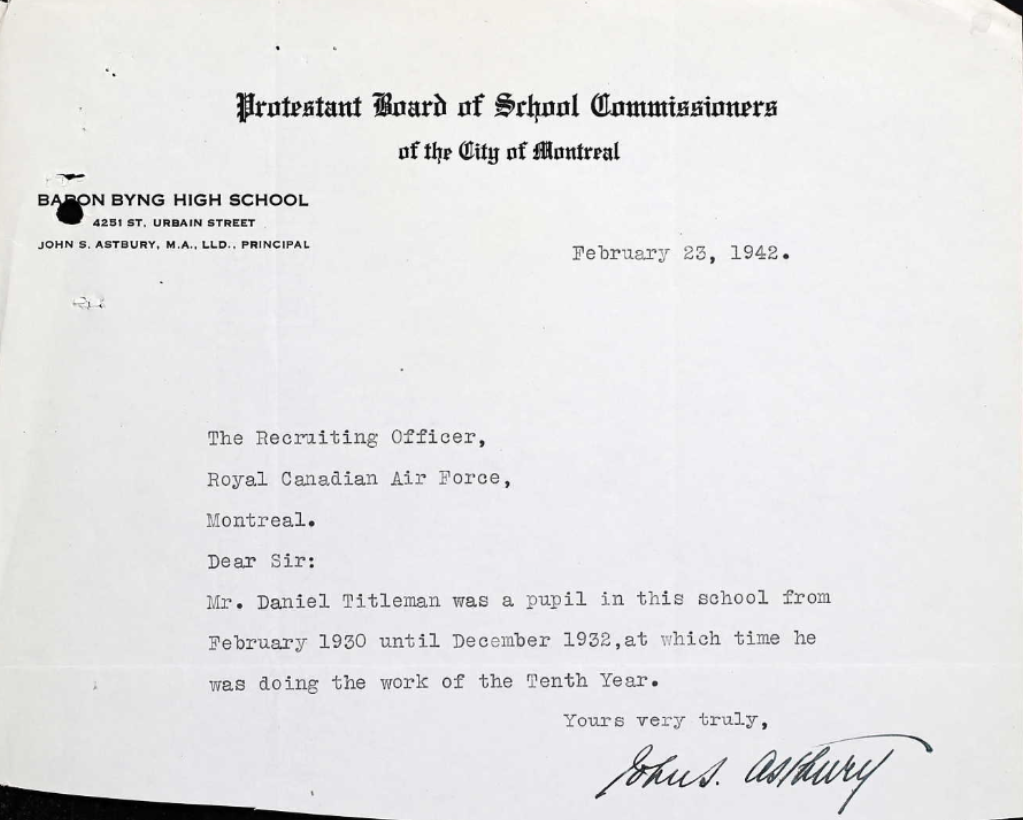 Protestant Board of School Commissioners
of the City of Montreal
BARON BYNG HIGH SCHOOL
4251 ST. URBAIN STREET
JOHN S. ASTBURY, M.A., LLD., PRINCIPAL
February 23, 1942.
The Recruiting Officer,
Royal Canadian Air Force,
Montreal.
Dear Sir:
Mr. Daniel Titleman was a pupil in this school from
February 1930 until December 1932,at which time he
was doing the work of the Tenth Year.
Yours very truly,
John S. Astbury